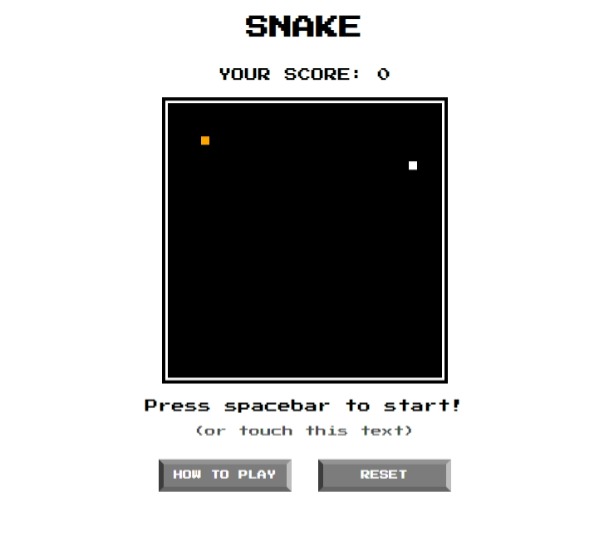 SNAKE
YOUR SCORE: 0
Press spacebar to start!
(or touch this text)
HOW TO PLAY
RESET